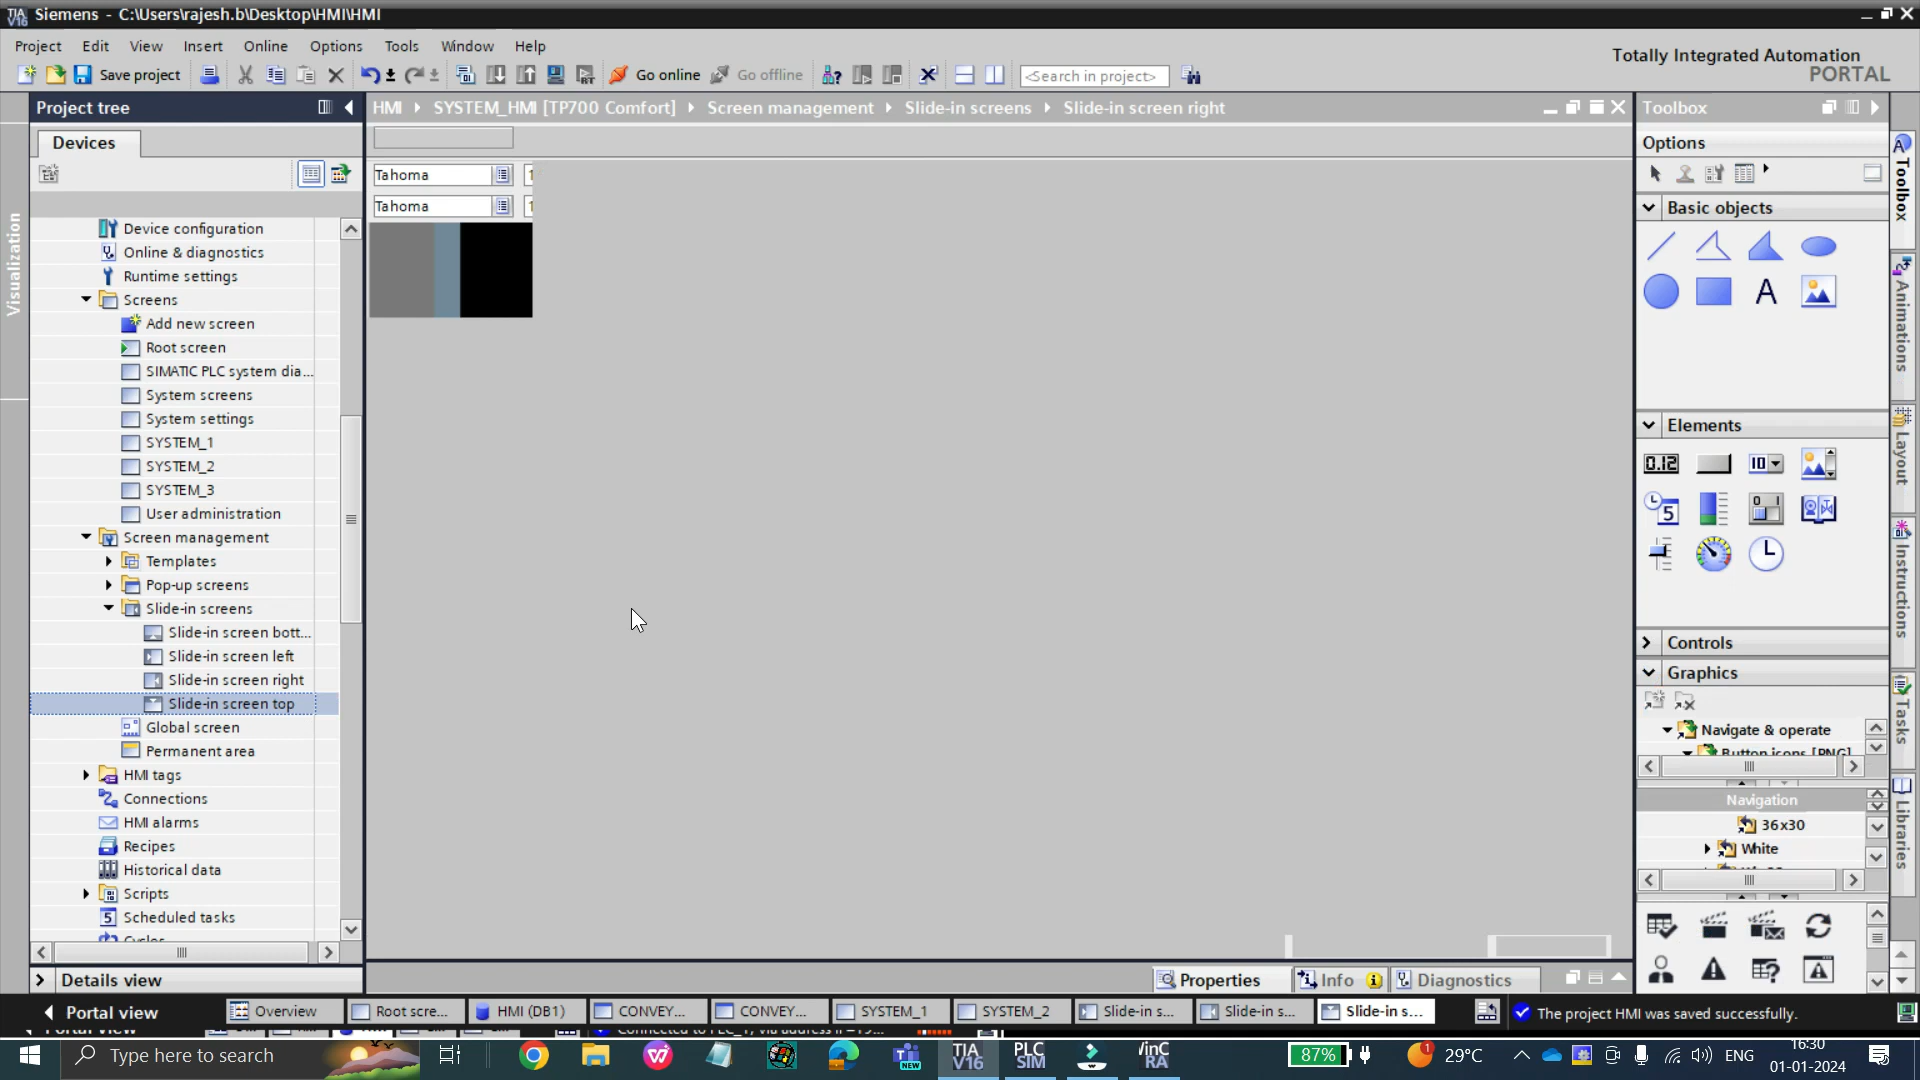 Siemens - C:\Users\rajesh.b\Desktop\HMI\HMI
Project Edit View Insert Online Options Tools Window Help
Totally Integrated Automation
PORTAL
Save project
Go online
Go offline
<Search in project>
Project tree
HMI SYSTEM_HMI [TP700 Comfort] Screen management Slide-in screens Slide-in screen right
Toolbox
Devices
Options
Tahoma
Tahoma
Visualization
Device configuration
Online & diagnostics
Runtime settings
Screens
Add new screen
Root screen
SIMATIC PLC system dia...
System screens
System settings
SYSTEM_1
SYSTEM_2
SYSTEM_3
User administration
Screen management
Templates
Pop-up screens
Slide-in screens
Slide-in screen bott...
Slide-in screen left
Slide-in screen right
Slide-in screen top
Global screen
Permanent area
HMI tags
Connections
HMI alarms
Recipes
Historical data
Scripts
Scheduled tasks
Cycles
Details view
Basic objects
Elements
Controls
Graphics
Navigate & operate
Button icons [PNG]
Navigation
36x30
White
Toolbox
Animations
Layout
Instructions
Tasks
Libraries
Properties
Info
Diagnostics
Portal view
Overview
Root scre...
HMI (DB1)
CONVEY...
CONVEY...
SYSTEM_1
SYSTEM_2
Slide-in s...
Slide-in s...
Slide-in s...
The project HMI was saved successfully.
Type here to search
87%
29°C
ENG
16:30
01-01-2024